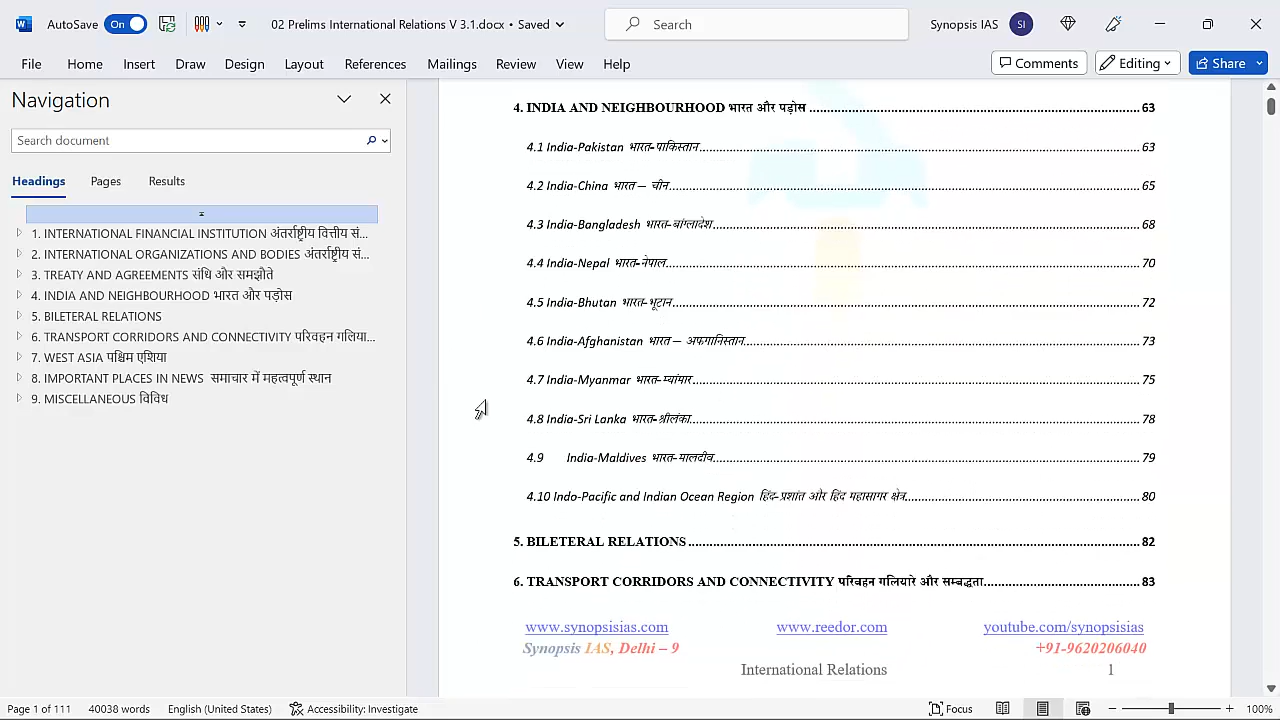 AutoSave On 02 Prelims International Relations V 3.1.docx • Saved Search Synopsis IAS SI
File Home Insert Draw Design Layout References Mailings Review View Help Comments Editing Share
Navigation
Search document
Headings Pages Results
1. INTERNATIONAL FINANCIAL INSTITUTION अंतर्राष्ट्रीय वित्तीय सं...
2. INTERNATIONAL ORGANIZATIONS AND BODIES अंतर्राष्ट्रीय सं...
3. TREATY AND AGREEMENTS संधि और समझौते
4. INDIA AND NEIGHBOURHOOD भारत और पड़ोस
5. BILETERAL RELATIONS
6. TRANSPORT CORRIDORS AND CONNECTIVITY परिवहन गलिया...
7. WEST ASIA पश्चिम एशिया
8. IMPORTANT PLACES IN NEWS समाचार में महत्वपूर्ण स्थान
9. MISCELLANEOUS विविध
4. INDIA AND NEIGHBOURHOOD भारत और पड़ोस 63
4.1 India-Pakistan भारत-पाकिस्तान 63
4.2 India-China भारत – चीन 65
4.3 India-Bangladesh भारत-बांग्लादेश 68
4.4 India-Nepal भारत-नेपाल 70
4.5 India-Bhutan भारत-भूटान 72
4.6 India-Afghanistan भारत – अफगानिस्तान 73
4.7 India-Myanmar भारत-म्यांमार 75
4.8 India-Sri Lanka भारत-श्रीलंका 78
4.9 India-Maldives भारत-मालदीव 79
4.10 Indo-Pacific and Indian Ocean Region हिंद-प्रशांत और हिंद महासागर क्षेत्र 80
5. BILETERAL RELATIONS 82
6. TRANSPORT CORRIDORS AND CONNECTIVITY परिवहन गलियारे और सम्बद्धता 83
www.synopsisias.com www.reedor.com youtube.com/synopsisias
Synopsis IAS, Delhi – 9 +91-9620206040
International Relations 1
Page 1 of 111 40038 words English (United States) Accessibility: Investigate Focus 100%